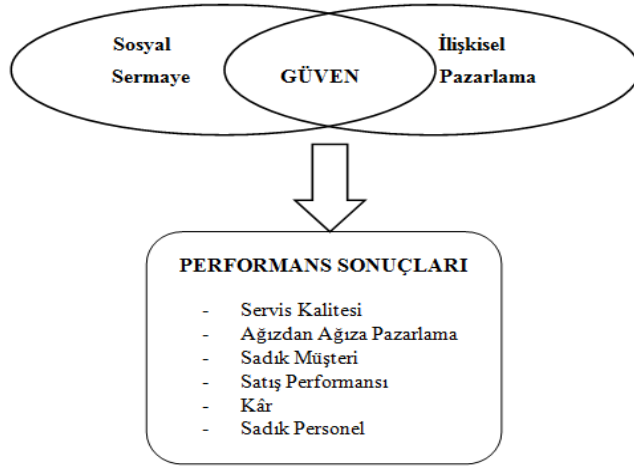 Sosyal
Sermaye
GÜVEN
İlişkisel
Pazarlama
PERFORMANS SONUÇLARI
- Servis Kalitesi
- Ağızdan Ağıza Pazarlama
- Sadık Müşteri
- Satış Performansı
- Kâr
- Sadık Personel